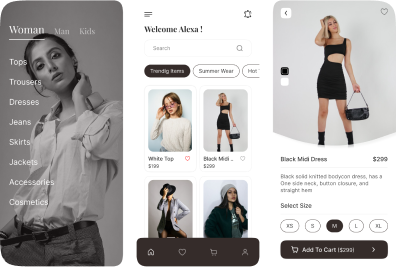 Woman Man Kids
Tops
Trousers
Dresses
Jeans
Skirts
Jackets
Accessories
Cosmetics
Welcome Alexa !
Search
Trendig Items Summer Wear Hot
White Top
$199
Black Midi ..
$299
Black Midi Dress $299
Black solid knitted bodycon dress, has a
One side neck, button closure, and
straight hem
Select Size
XS S M L XL
Add To Cart ($299)